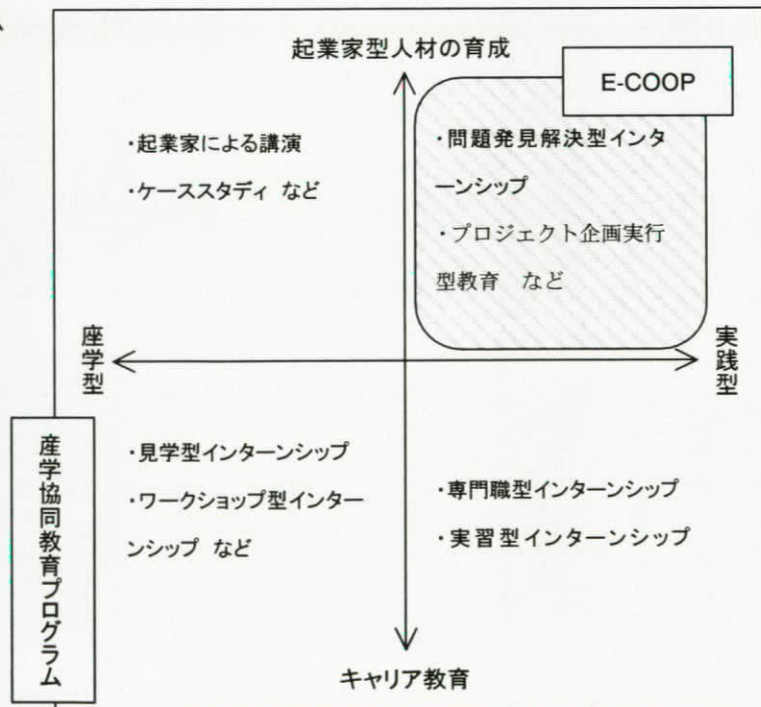 起業家型人材の育成
E-COOP
・起業家による講演
・ケーススタディ など
・問題発見解決型インタ
ーンシップ
・プロジェクト企画実行
型教育　など
座学型
実践型
産学協同教育プログラム
・見学型インターンシップ
・ワークショップ型インター
ンシップ など
・専門職型インターンシップ
・実習型インターンシップ
キャリア教育